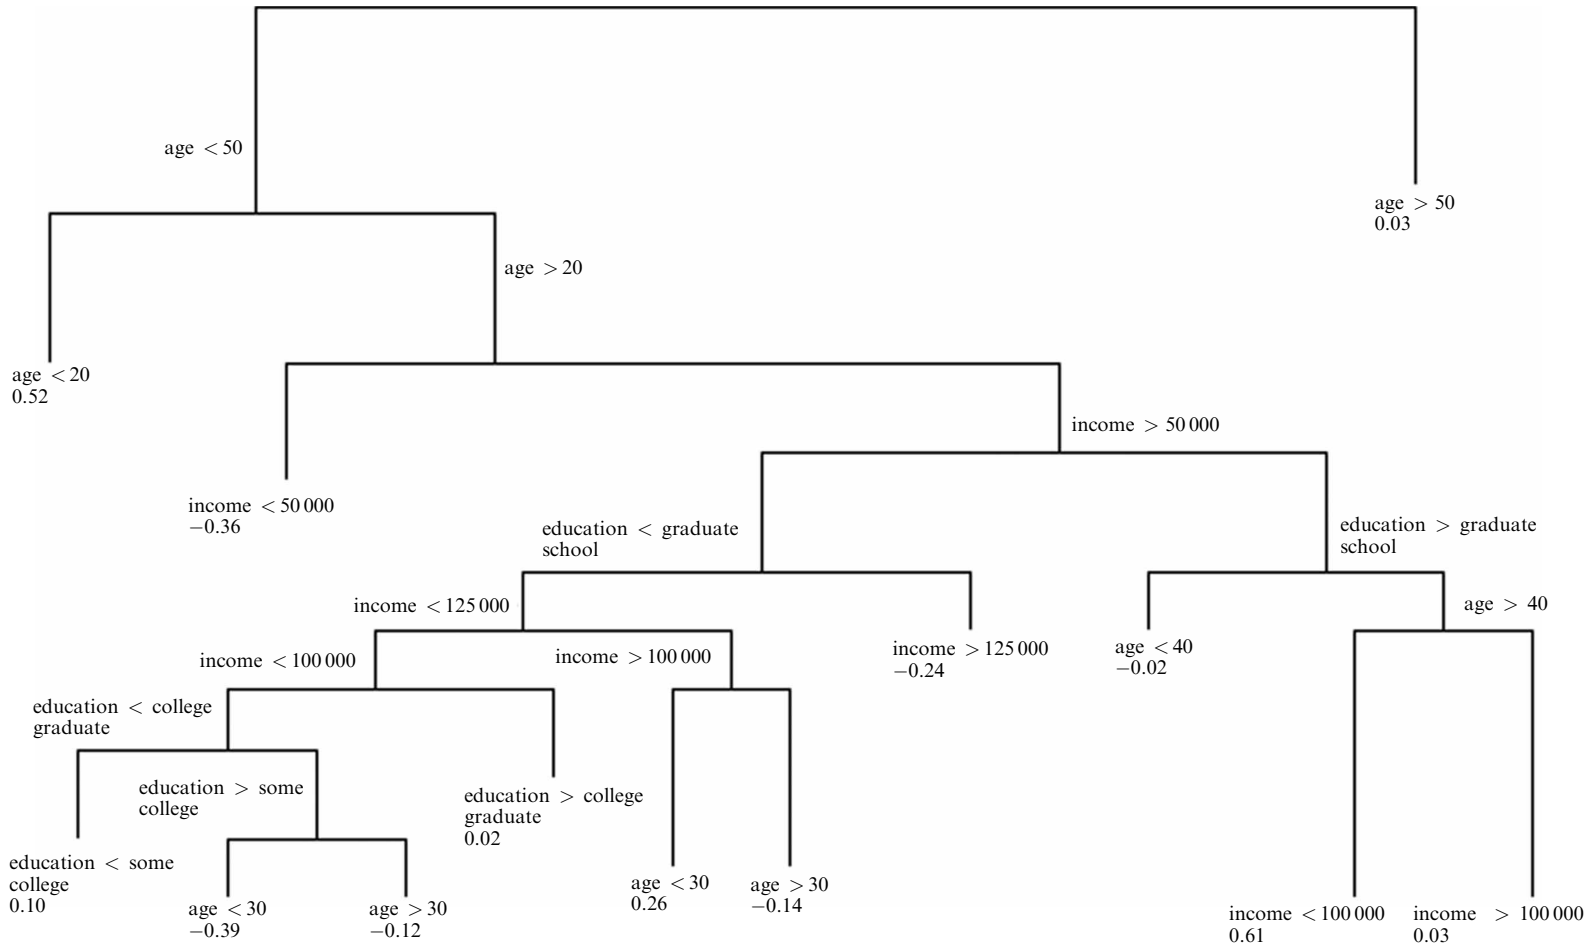 age < 50
age > 50
0.03
age > 20
age < 20
0.52
income > 50 000
income < 50 000
−0.36
education < graduate
school
education > graduate
school
income < 125 000
age > 40
income > 125 000
−0.24
age < 40
−0.02
income < 100 000
income > 100 000
education < college
graduate
education > some
college
education > college
graduate
0.02
education < some
college
0.10
age < 30
−0.39
age > 30
−0.12
age < 30
0.26
age > 30
−0.14
income < 100 000
0.61
income > 100 000
0.03